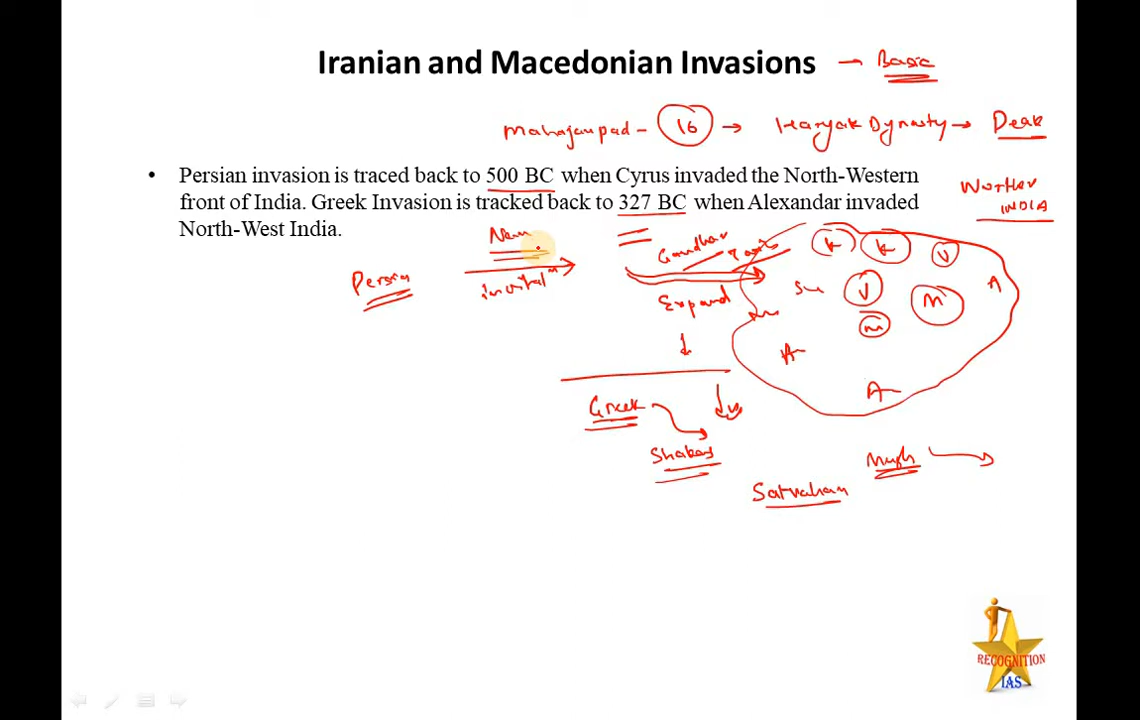 Iranian and Macedonian Invasions → Basic
Mahajanpad - 16 → Haryak Dynasty → Deak
• Persian invasion is traced back to 500 BC when Cyrus invaded the North-Western
front of India. Greek Invasion is tracked back to 327 BC when Alexandar invaded
North-West India.
Worthev
INDIA
Gandhar
K K V
Persian
Expand
V M A
m
A
A
Greek
Shakas
Satvahan
RECOGNITION
IAS